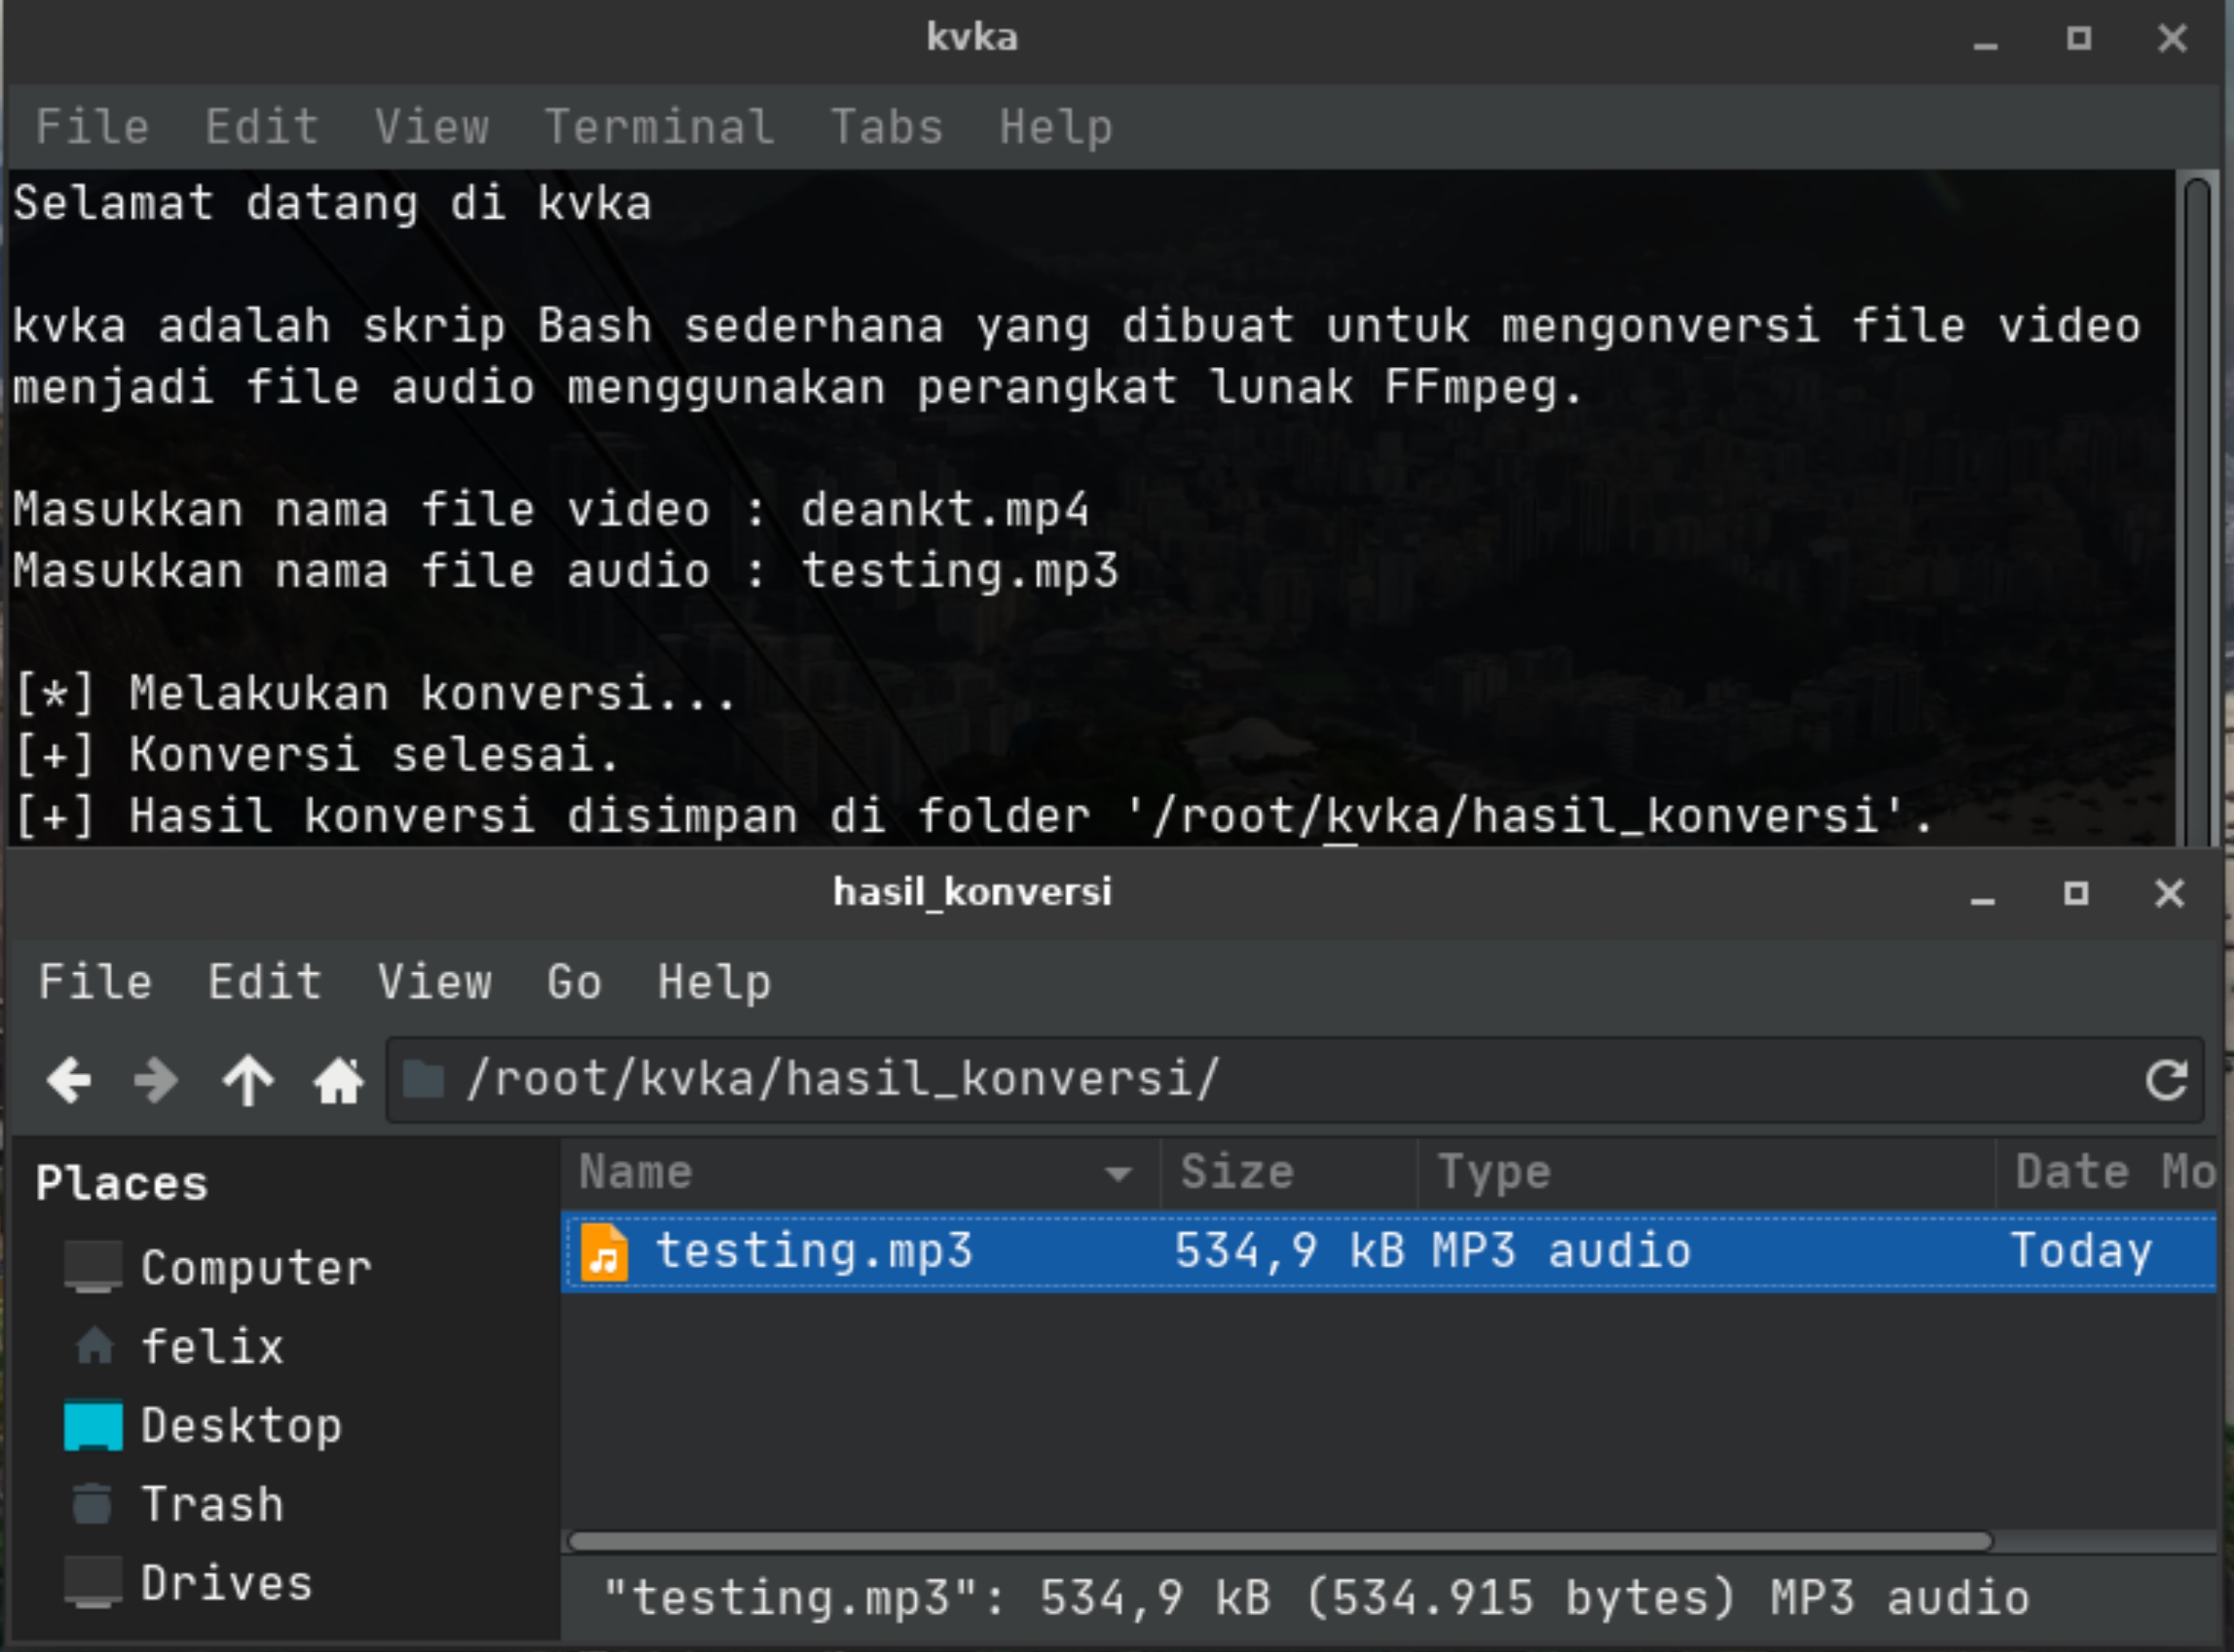 kvka
File Edit View Terminal Tabs Help
Selamat datang di kvka
kvka adalah skrip Bash sederhana yang dibuat untuk mengonversi file video
menjadi file audio menggunakan perangkat lunak FFmpeg.
Masukkan nama file video : deankt.mp4
Masukkan nama file audio : testing.mp3
[*] Melakukan konversi...
[+] Konversi selesai.
[+] Hasil konversi disimpan di folder '/root/kvka/hasil_konversi'.
hasil_konversi
File Edit View Go Help
/root/kvka/hasil_konversi/
Places
Name Size Type Date Mo
testing.mp3 534,9 kB MP3 audio Today
Computer
felix
Desktop
Trash
Drives
"testing.mp3": 534,9 kB (534.915 bytes) MP3 audio